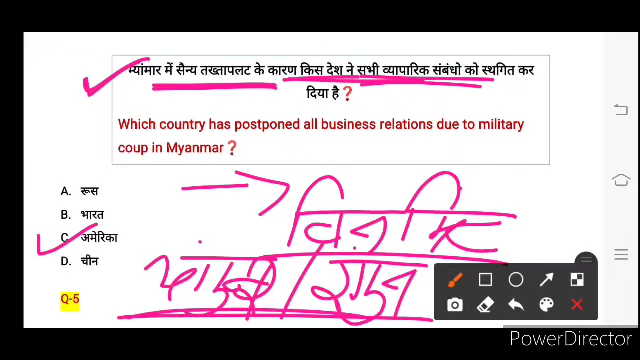 म्यांमार में सैन्य तख्तापलट के कारण किस देश ने सभी व्यापारिक संबंधो को स्थगित कर
दिया है?
Which country has postponed all business relations due to military
coup in Myanmar?
A. रूस
B. भारत
C. अमेरिका
D. चीन
Q-5
PowerDirector